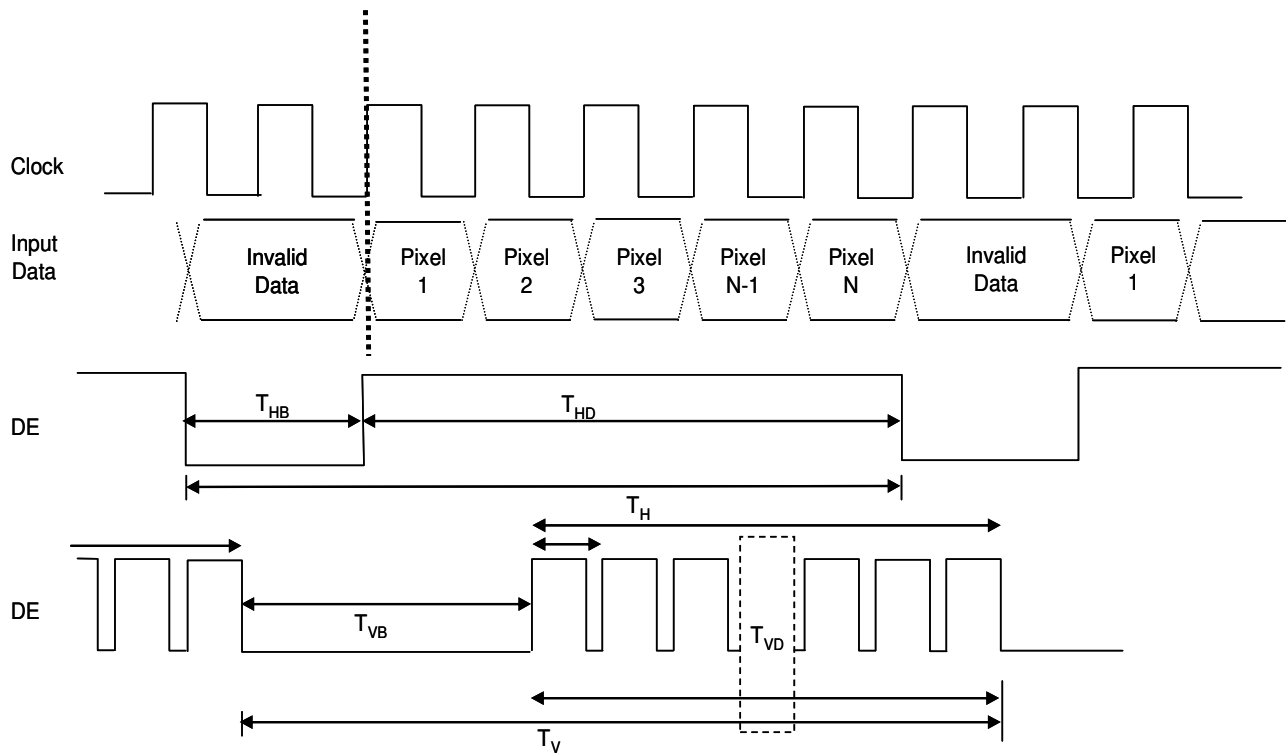 Clock
Input
Data
Invalid
Data
Pixel
1
Pixel
2
Pixel
3
Pixel
N-1
Pixel
N
Invalid
Data
Pixel
1
DE
THB
THD
TH
DE
TVB
TVD
TV